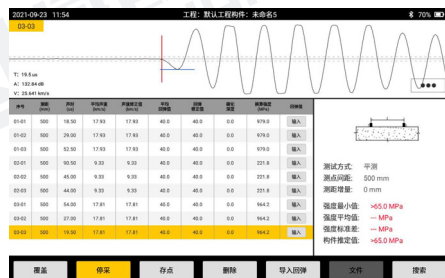 2021-09-23 11:54 工程: 默认工程构件: 未命名5 70%
03-03
T: 19.5 us
A: 132.84 dB
V: 25.641 km/s
序号 测距 (mm) 声时 (us) 平均声速 (km/s) 声速修正值 (km/s) 平均回弹值 回弹修正值 碳化深度 换算强度 (MPa) 回弹值
01-01 500 18.50 17.93 17.93 40.0 40.0 0.0 979.0 输入
01-02 500 29.00 17.93 17.93 40.0 40.0 0.0 979.0 输入
01-03 500 62.50 17.93 17.93 40.0 40.0 0.0 979.0 输入
02-01 500 90.50 9.33 9.33 40.0 40.0 0.0 221.8 输入
02-02 500 45.00 9.33 9.33 40.0 40.0 0.0 221.8 输入
02-03 500 44.00 9.33 9.33 40.0 40.0 0.0 221.8 输入
03-01 500 54.00 17.81 17.81 40.0 40.0 0.0 964.2 输入
03-02 500 27.00 17.81 17.81 40.0 40.0 0.0 964.2 输入
03-03 500 19.50 17.81 17.81 40.0 40.0 0.0 964.2 输入
测试方式: 平测
测点间距: 500 mm
测距增量: 0 mm
强度最小值: >65.0 MPa
强度平均值: -- MPa
强度标准差: -- MPa
构件推定值: >65.0 MPa
覆盖 停采 存点 删除 导入回弹 文件 搜索